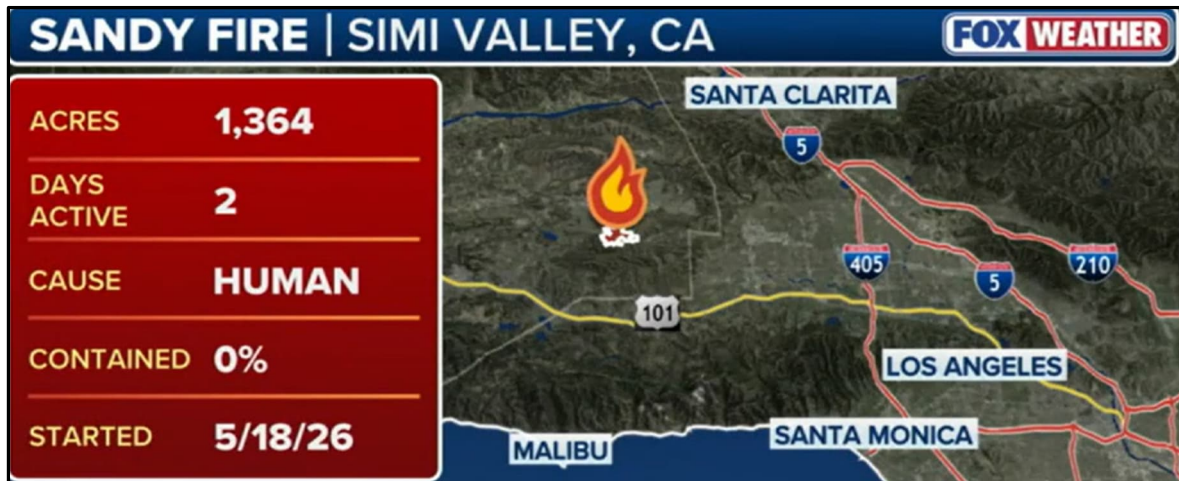 SANDY FIRE | SIMI VALLEY, CA
FOX WEATHER
ACRES 1,364
DAYS
ACTIVE 2
CAUSE HUMAN
CONTAINED 0%
STARTED 5/18/26
SANTA CLARITA
5
405
5
210
101
LOS ANGELES
SANTA MONICA
MALIBU